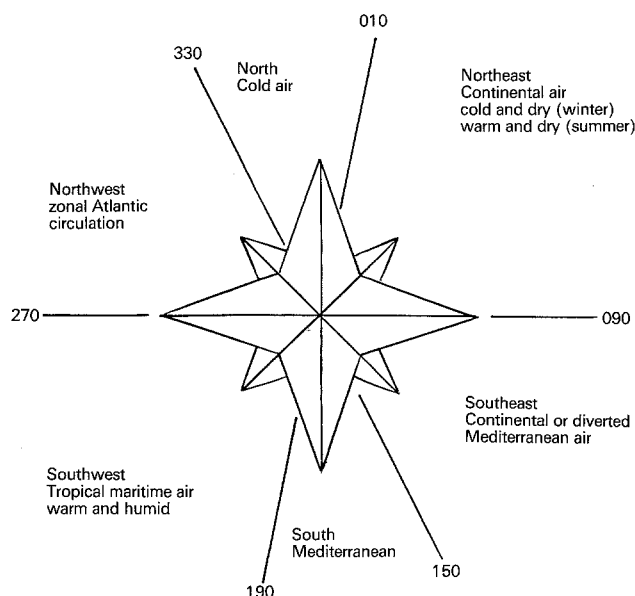 010
330
North
Cold air
Northeast
Continental air
cold and dry (winter)
warm and dry (summer)
Northwest
zonal Atlantic
circulation
270
090
Southeast
Continental or diverted
Mediterranean air
Southwest
Tropical maritime air
warm and humid
South
Mediterranean
150
190